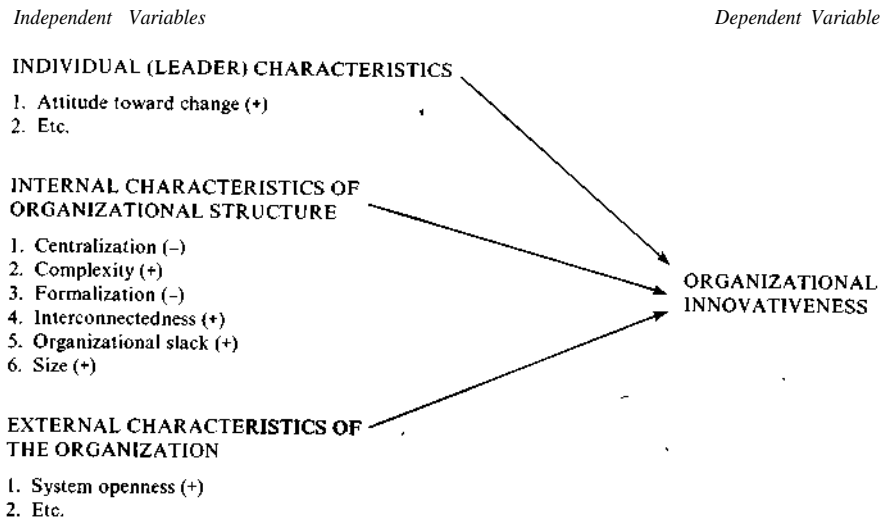 Independent Variables
Dependent Variable
INDIVIDUAL (LEADER) CHARACTERISTICS
1. Attitude toward change (+)
2. Etc.
INTERNAL CHARACTERISTICS OF
ORGANIZATIONAL STRUCTURE
1. Centralization (–)
2. Complexity (+)
3. Formalization (–)
4. Interconnectedness (+)
5. Organizational slack (+)
6. Size (+)
ORGANIZATIONAL
INNOVATIVENESS
EXTERNAL CHARACTERISTICS OF
THE ORGANIZATION
1. System openness (+)
2. Etc.